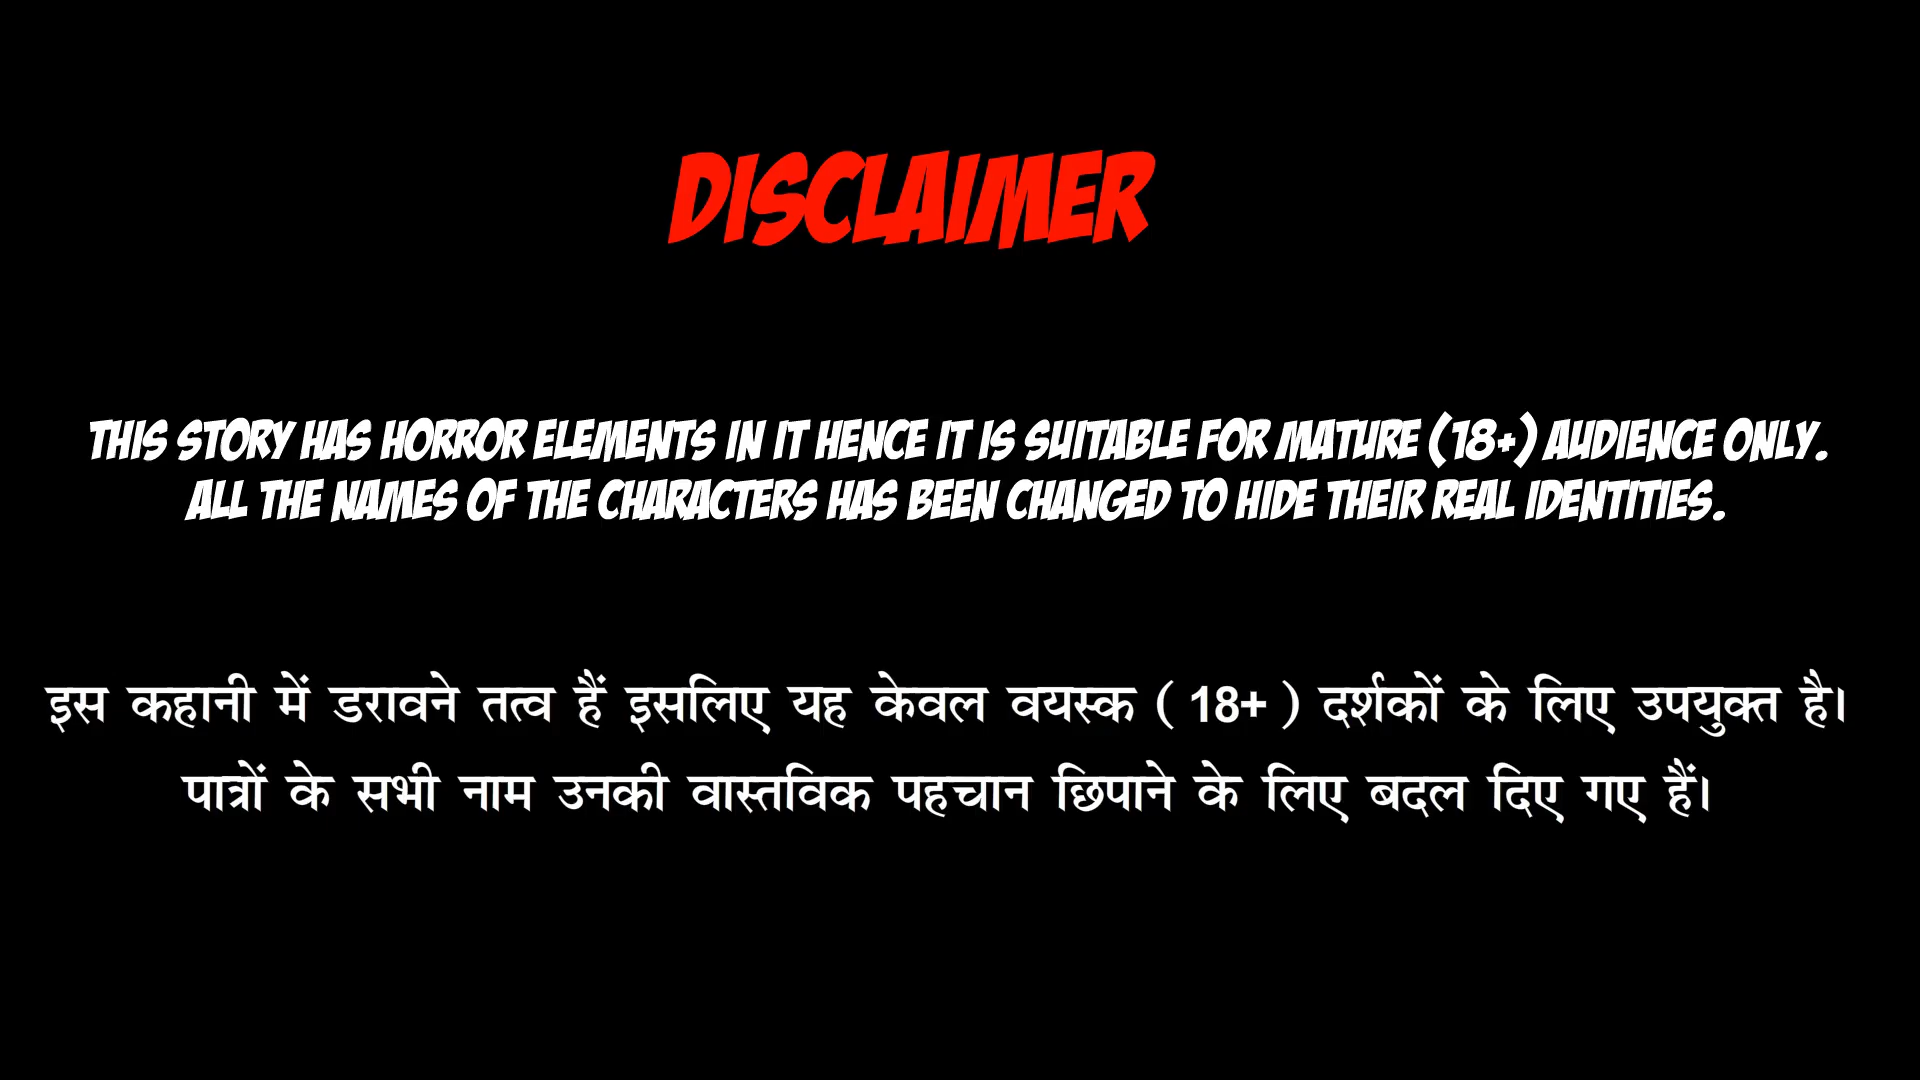 DISCLAIMER
THIS STORY HAS HORROR ELEMENTS IN IT HENCE IT IS SUITABLE FOR MATURE (18+) AUDIENCE ONLY.
ALL THE NAMES OF THE CHARACTERS HAS BEEN CHANGED TO HIDE THEIR REAL IDENTITIES.
इस कहानी में डरावने तत्व हैं इसलिए यह केवल वयस्क ( 18+ ) दर्शकों के लिए उपयुक्त है।
पात्रों के सभी नाम उनकी वास्तविक पहचान छिपाने के लिए बदल दिए गए हैं।